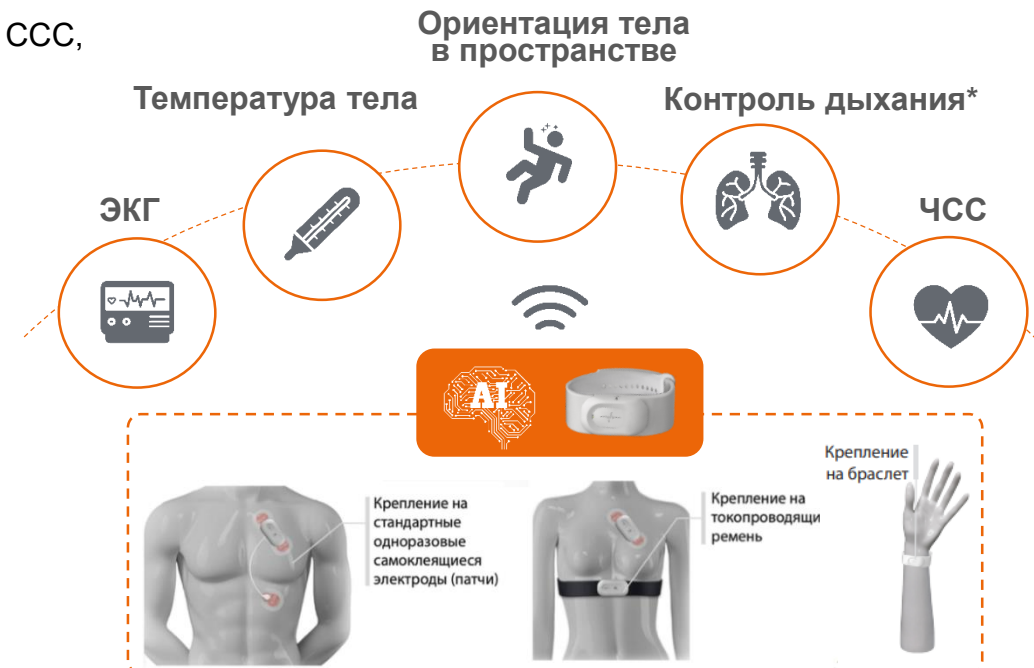 ССС,
Ориентация тела
в пространстве
Температура тела
Контроль дыхания*
ЭКГ
ЧСС
AI
Крепление на
стандартные
одноразовые
самоклеящиеся
электроды (патчи)
Крепление на
токопроводящи
ремень
Крепление
на браслет